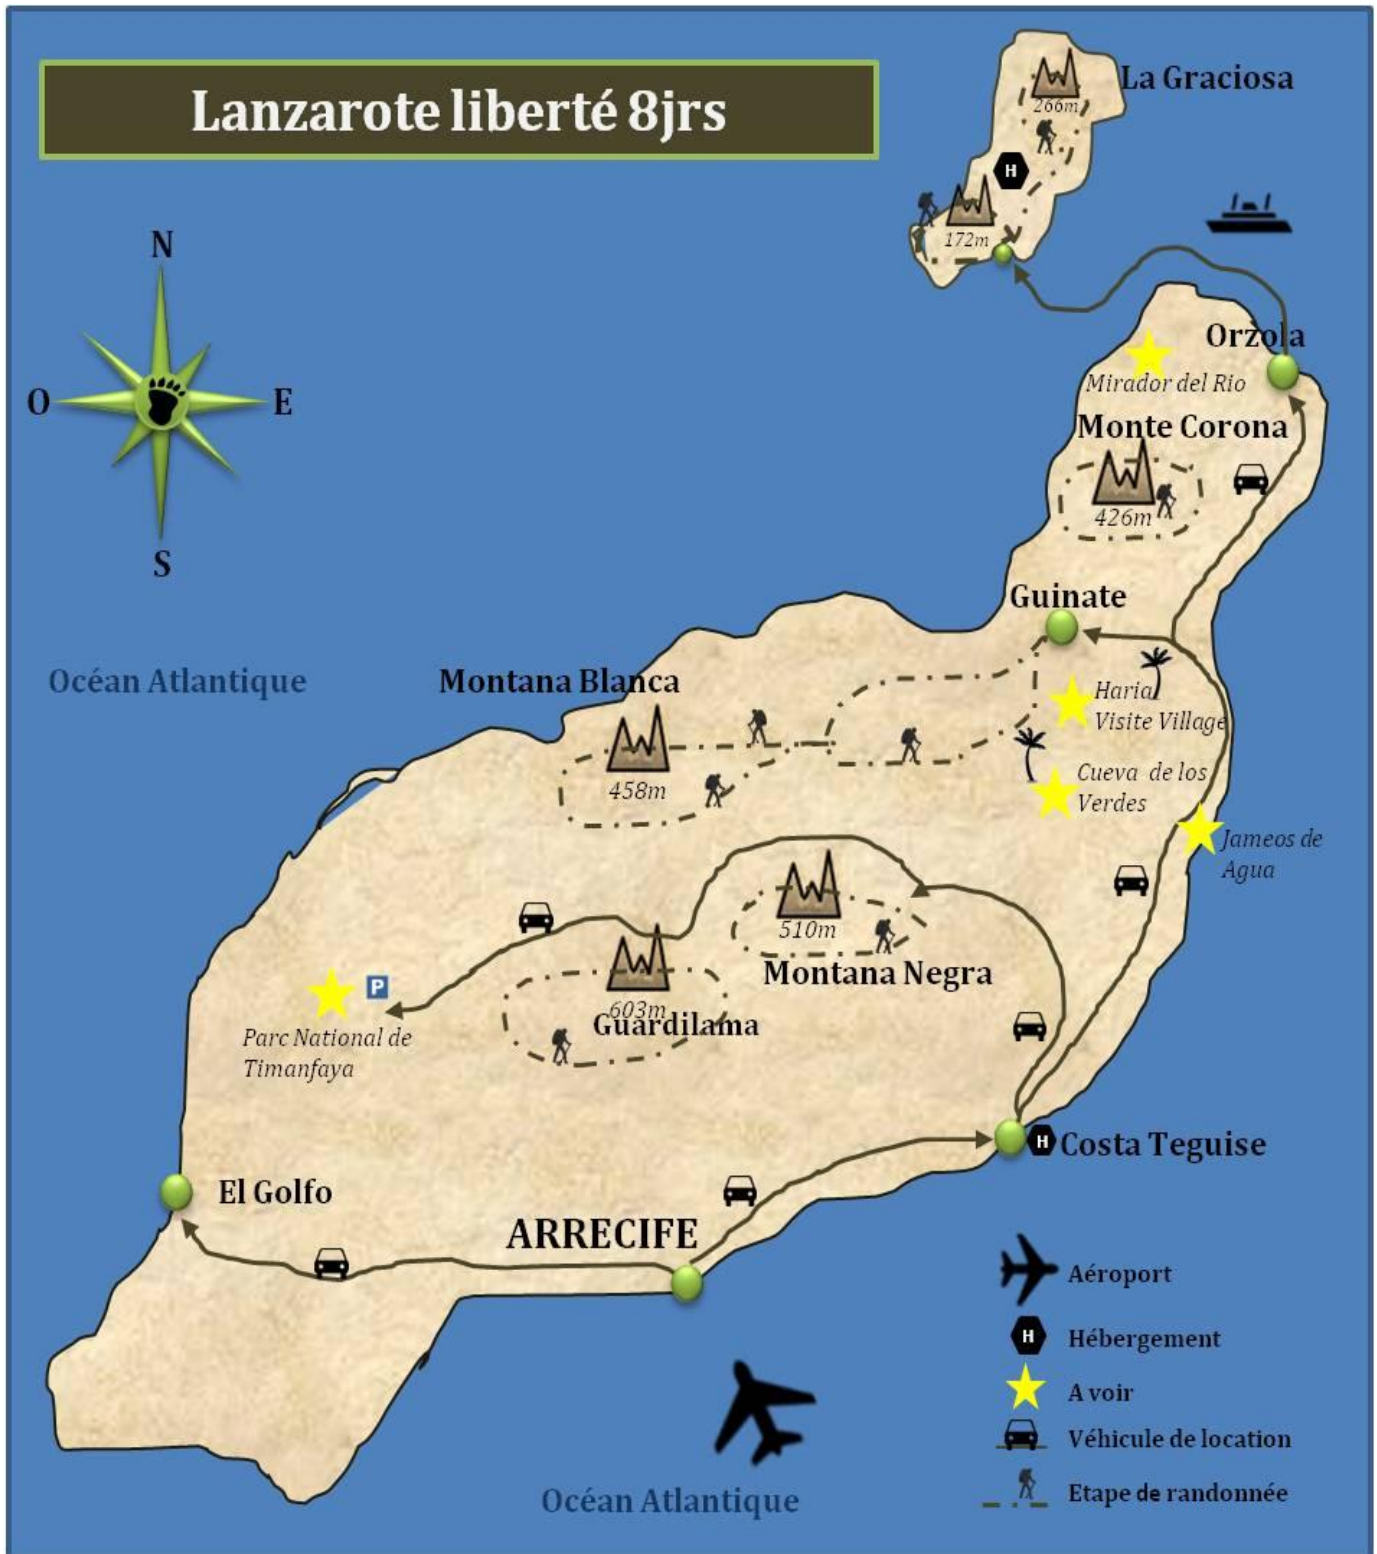 Lanzarote liberté 8jrs
La Graciosa
266m
H
172m
N
O
E
S
Orzola
Mirador del Rio
Monte Corona
426m
Guinate
Océan Atlantique
Montana Blanca
458m
Haria
Visite Village
Cueva de los
Verdes
Jameos de
Agua
510m
Montana Negra
603m
Guardilama
P
Parc National de
Timanfaya
H
Costa Teguise
El Golfo
ARRECIFE
Aéroport
H
Hébergement
A voir
Véhicule de location
Etape de randonnée
Océan Atlantique